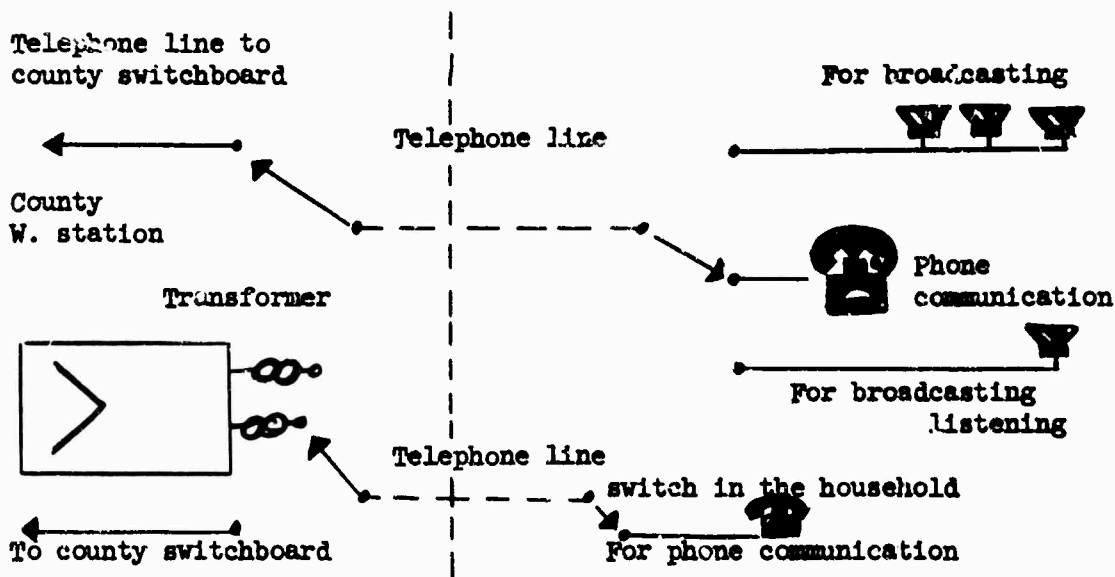 Telephone line to
county switchboard
For broadcasting
Telephone line
County
W. station
Phone
communication
Transformer
For broadcasting
listening
Telephone line
switch in the household
To county switchboard
For phone communication